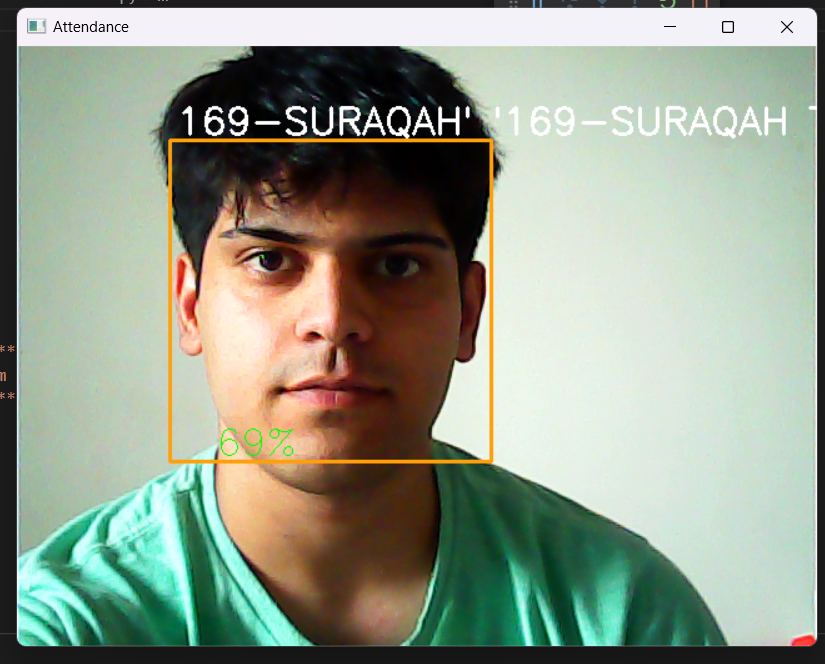 Attendance
169-SURAQAH' '169-SURAQAH
69%
**
m
**